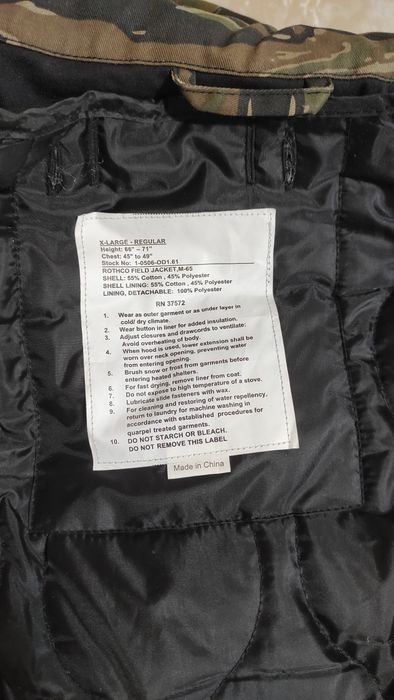 X-LARGE - REGULAR
Height: 66" - 71"
Chest: 45" to 49"
Stock No: 1-0506-OD1.61
ROTHCO FIELD JACKET,M-65
SHELL: 55% Cotton , 45% Polyester
SHELL LINING: 55% Cotton , 45% Polyester
LINING, DETACHABLE: 100% Polyester
RN 37572
1. Wear as outer garment or as under layer in
cold/ dry climate.
2. Wear button in liner for added insulation.
3. Adjust closures and drawcords to ventilate:
Avoid overheating of body.
4. When hood is used, lower extension shall be
worn over neck opening, preventing water
from entering opening.
5. Brush snow or frost from garments before
entering heated shelters.
6. For fast drying, remove liner from coat.
7. Do not expose to high temperature of a stove.
8. Lubricate slide fasteners with wax.
9. For cleaning and restoring of water repellency,
return to laundry for machine washing in
accordance with established procedures for
quarpel treated garments.
10. DO NOT STARCH OR BLEACH.
DO NOT REMOVE THIS LABEL
Made in China